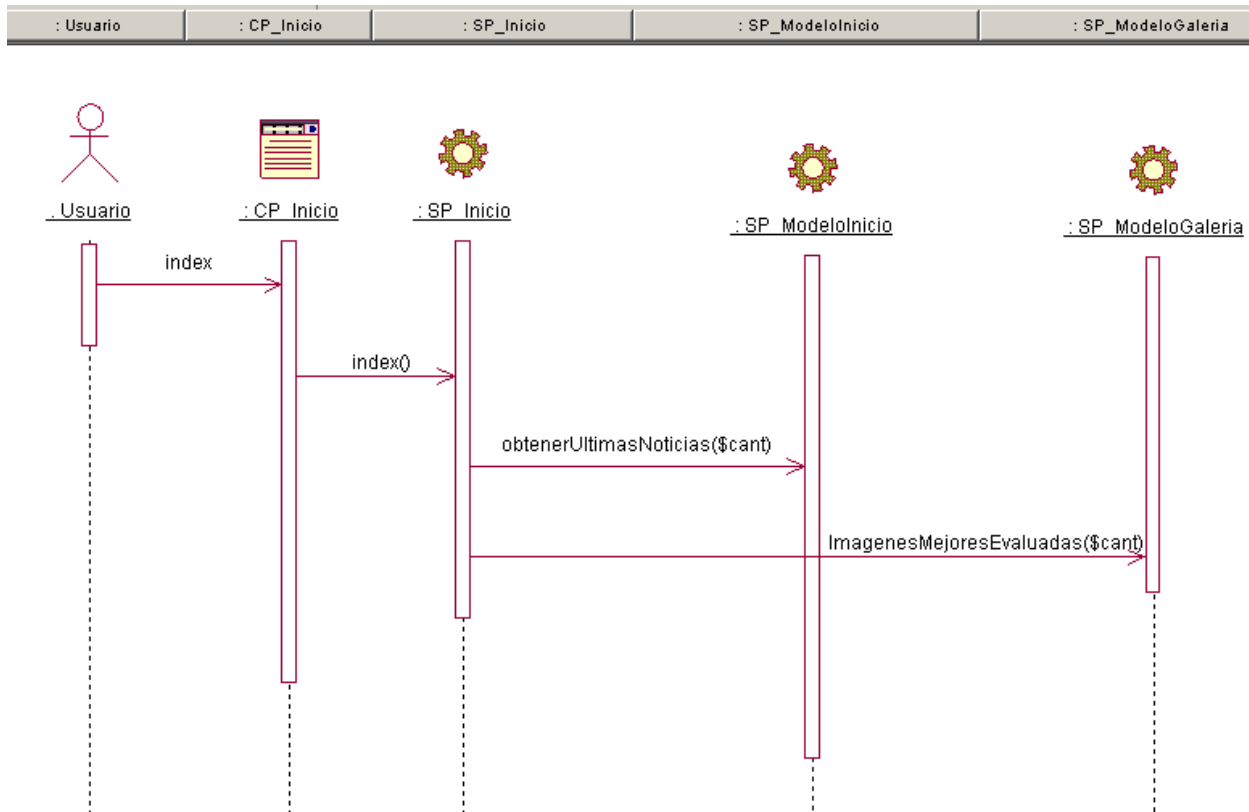 : Usuario
: CP_Inicio
: SP_Inicio
: SP_ModeloInicio
: SP_ModeloGaleria
: Usuario
: CP_Inicio
: SP_Inicio
: SP_ModeloInicio
: SP_ModeloGaleria
index
index()
obtenerUltimasNoticias($cant)
ImagenesMejoresEvaluadas($cant)